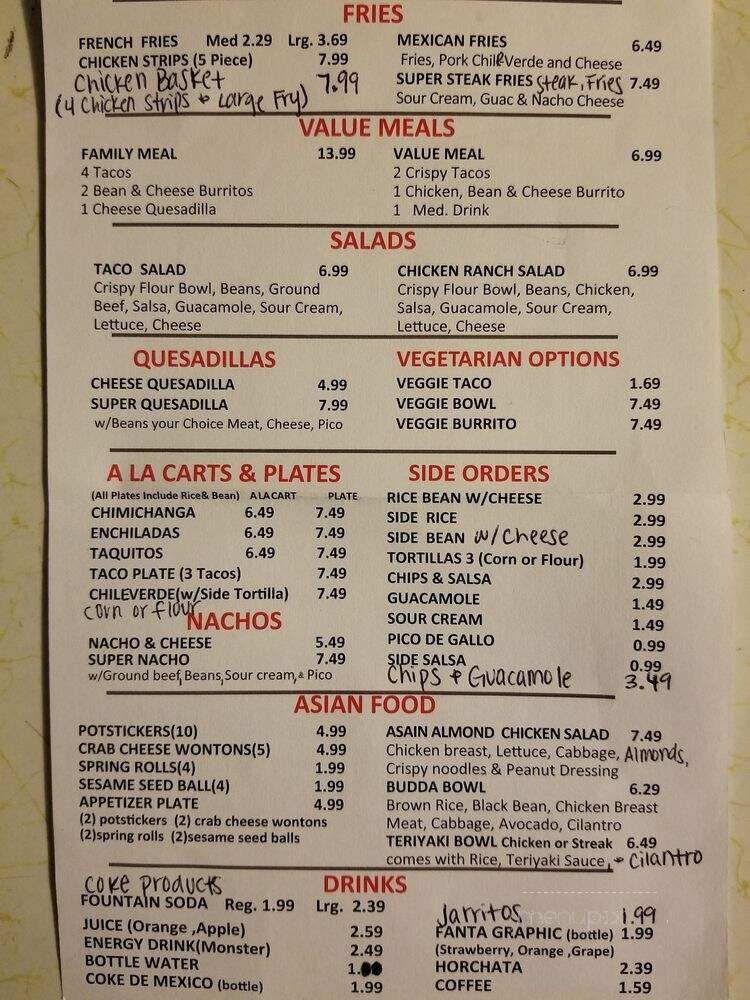 FRIES
FRENCH FRIES Med 2.29 Lrg. 3.69
CHICKEN STRIPS (5 Piece) 7.99
Chicken Basket 7.99
(4 Chicken Strips + Large Fry)
MEXICAN FRIES 6.49
Fries, Pork Chile Verde and Cheese
SUPER STEAK FRIES Steak, Fries 7.49
Sour Cream, Guac & Nacho Cheese
VALUE MEALS
FAMILY MEAL 13.99
4 Tacos
2 Bean & Cheese Burritos
1 Cheese Quesadilla
VALUE MEAL 6.99
2 Crispy Tacos
1 Chicken, Bean & Cheese Burrito
1 Med. Drink
SALADS
TACO SALAD 6.99
Crispy Flour Bowl, Beans, Ground
Beef, Salsa, Guacamole, Sour Cream,
Lettuce, Cheese
CHICKEN RANCH SALAD 6.99
Crispy Flour Bowl, Beans, Chicken,
Salsa, Guacamole, Sour Cream,
Lettuce, Cheese
QUESADILLAS
CHEESE QUESADILLA 4.99
SUPER QUESADILLA 7.99
w/Beans your Choice Meat, Cheese, Pico
VEGETARIAN OPTIONS
VEGGIE TACO 1.69
VEGGIE BOWL 7.49
VEGGIE BURRITO 7.49
A LA CARTS & PLATES
(All Plates Include Rice& Bean) A LA CART PLATE
CHIMICHANGA 6.49 7.49
ENCHILADAS 6.49 7.49
TAQUITOS 6.49 7.49
TACO PLATE (3 Tacos) 7.49
CHILEVERDE(w/Side Tortilla) 7.49
corn or flour
SIDE ORDERS
RICE BEAN W/CHEESE 2.99
SIDE RICE 2.99
SIDE BEAN w/cheese 2.99
TORTILLAS 3 (Corn or Flour) 1.99
CHIPS & SALSA 2.99
GUACAMOLE 1.49
SOUR CREAM 1.49
PICO DE GALLO 0.99
SIDE SALSA 0.99
Chips + Guacamole 3.49
NACHOS
NACHO & CHEESE 5.49
SUPER NACHO 7.49
w/Ground beef, Beans, Sour cream, & Pico
ASIAN FOOD
POTSTICKERS(10) 4.99
CRAB CHEESE WONTONS(5) 4.99
SPRING ROLLS(4) 1.99
SESAME SEED BALL(4) 1.99
APPETIZER PLATE 4.99
(2) potstickers (2) crab cheese wontons
(2)spring rolls (2)sesame seed balls
ASAIN ALMOND CHICKEN SALAD 7.49
Chicken breast, Lettuce, Cabbage, Almonds,
Crispy noodles & Peanut Dressing
BUDDA BOWL 6.29
Brown Rice, Black Bean, Chicken Breast
Meat, Cabbage, Avocado, Cilantro
TERIYAKI BOWL Chicken or Streak 6.49
comes with Rice, Teriyaki Sauce, + Cilantro
DRINKS
coke products
FOUNTAIN SODA Reg. 1.99 Lrg. 2.39
JUICE (Orange ,Apple) 2.59
ENERGY DRINK(Monster) 2.49
BOTTLE WATER 1.00
COKE DE MEXICO (bottle) 1.99
Jarritos 1.99
FANTA GRAPHIC (bottle) 1.99
(Strawberry, Orange ,Grape)
HORCHATA 2.39
COFFEE 1.59